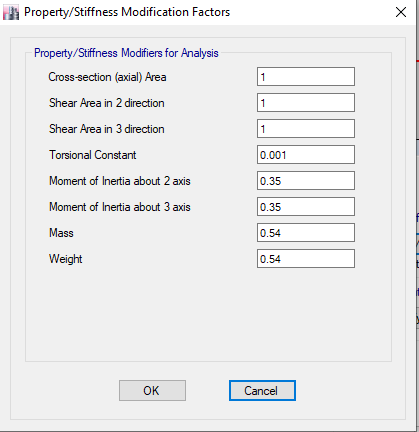 Property/Stiffness Modification Factors
Property/Stiffness Modifiers for Analysis
Cross-section (axial) Area 1
Shear Area in 2 direction 1
Shear Area in 3 direction 1
Torsional Constant 0.001
Moment of Inertia about 2 axis 0.35
Moment of Inertia about 3 axis 0.35
Mass 0.54
Weight 0.54
OK Cancel